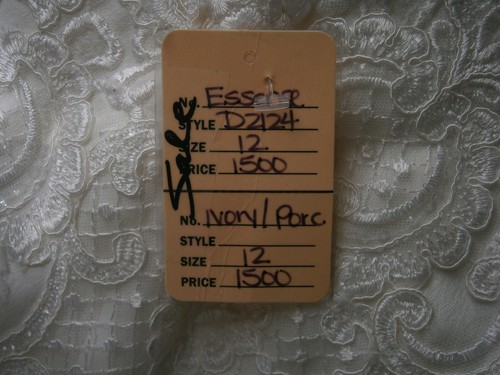 Sale
No. Essense
STYLE D2124
SIZE 12
PRICE 1500
No. Ivory/Porc
STYLE
SIZE 12
PRICE 1500